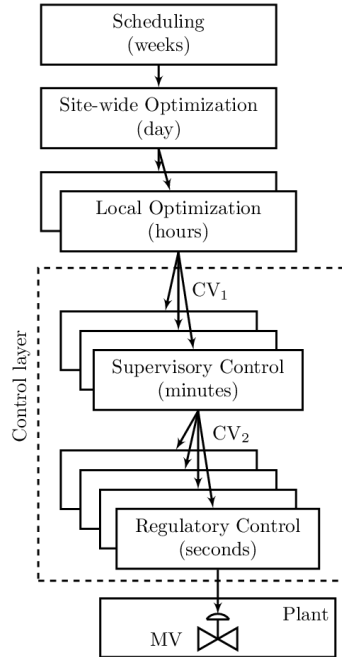 Scheduling
(weeks)
Site-wide Optimization
(day)
Local Optimization
(hours)
CV₁
Control layer
Supervisory Control
(minutes)
CV₂
Regulatory Control
(seconds)
Plant
MV